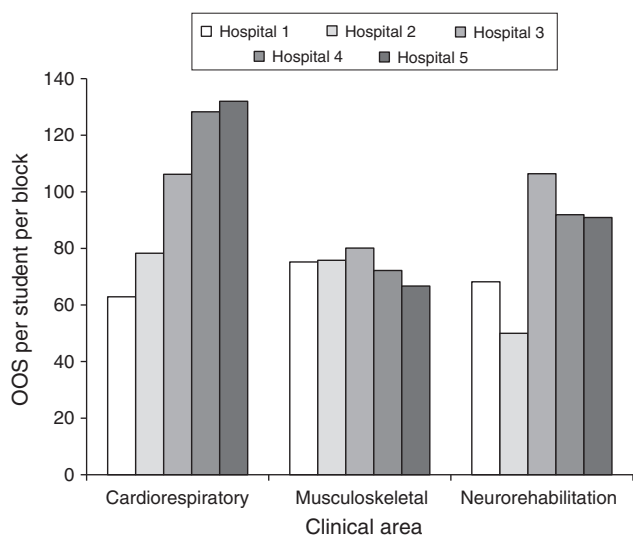 Hospital 1 Hospital 2 Hospital 3
Hospital 4 Hospital 5
OOS per student per block
140
120
100
80
60
40
20
0
Cardiorespiratory Musculoskeletal Neurorehabilitation
Clinical area